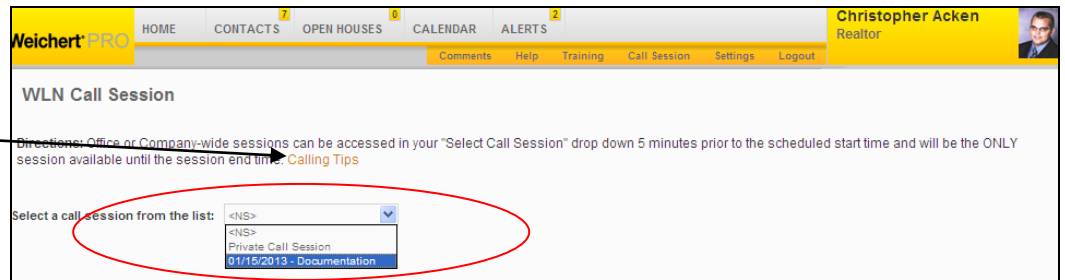 7 0 2
Weichert® PRO HOME CONTACTS OPEN HOUSES CALENDAR ALERTS Christopher Acken
Realtor
Comments Help Training Call Session Settings Logout
WLN Call Session
Directions: Office or Company-wide sessions can be accessed in your "Select Call Session" drop down 5 minutes prior to the scheduled start time and will be the ONLY
session available until the session end time. Calling Tips
Select a call session from the list: <NS>
<NS>
Private Call Session
01/15/2013 - Documentation